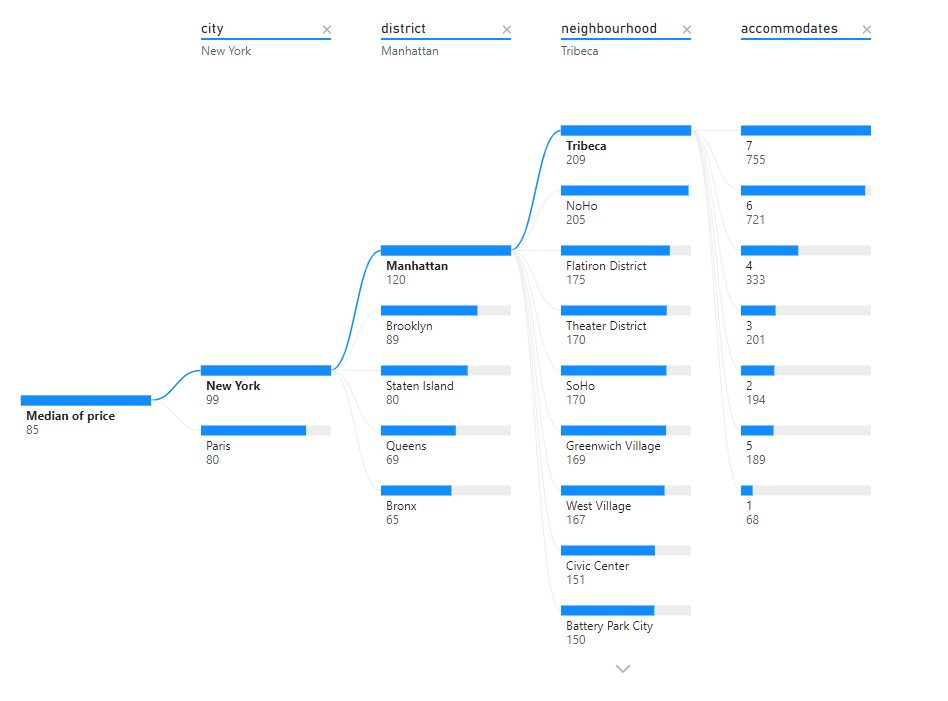 city ×
New York
district ×
Manhattan
neighbourhood ×
Tribeca
accommodates ×
Median of price
85
New York
99
Paris
80
Manhattan
120
Brooklyn
89
Staten Island
80
Queens
69
Bronx
65
Tribeca
209
NoHo
205
Flatiron District
175
Theater District
170
SoHo
170
Greenwich Village
169
West Village
167
Civic Center
151
Battery Park City
150
7
755
6
721
4
333
3
201
2
194
5
189
1
68